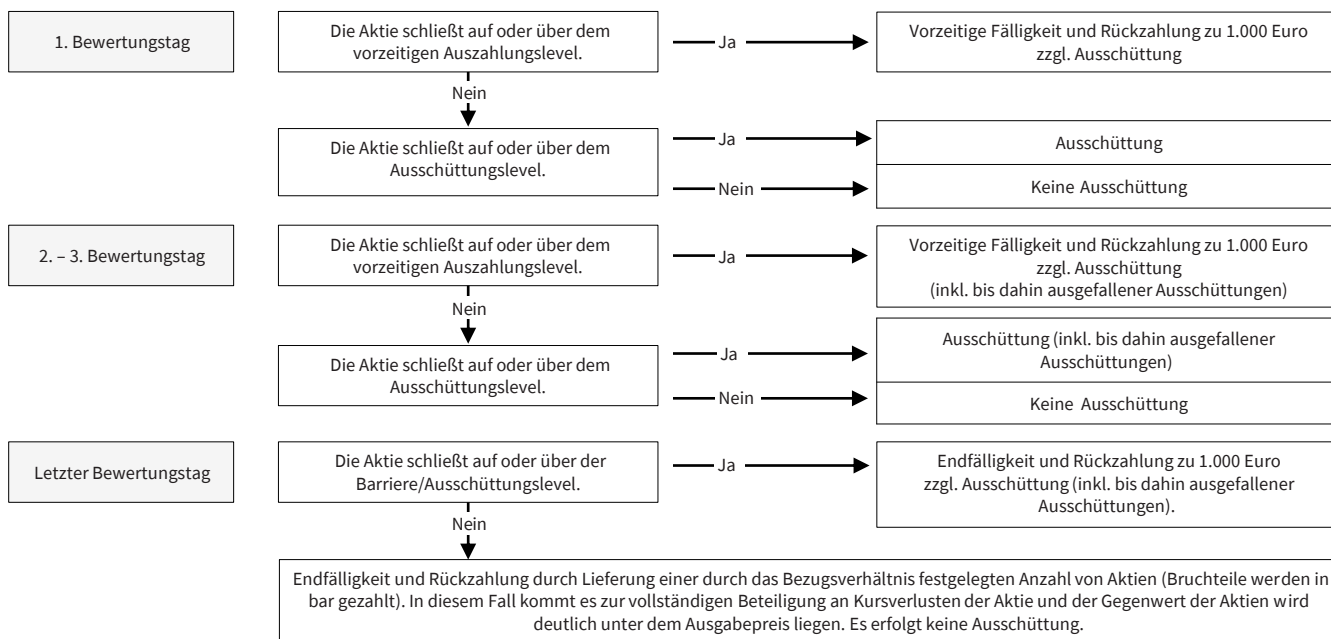 1. Bewertungstag
Die Aktie schließt auf oder über dem
vorzeitigen Auszahlungslevel.
Ja
Vorzeitige Fälligkeit und Rückzahlung zu 1.000 Euro
zzgl. Ausschüttung
Nein
Die Aktie schließt auf oder über dem
Ausschüttungslevel.
Ja
Ausschüttung
Nein
Keine Ausschüttung
2. – 3. Bewertungstag
Die Aktie schließt auf oder über dem
vorzeitigen Auszahlungslevel.
Ja
Vorzeitige Fälligkeit und Rückzahlung zu 1.000 Euro
zzgl. Ausschüttung
(inkl. bis dahin ausgefallener Ausschüttungen)
Nein
Die Aktie schließt auf oder über dem
Ausschüttungslevel.
Ja
Ausschüttung (inkl. bis dahin ausgefallener
Ausschüttungen)
Nein
Keine Ausschüttung
Letzter Bewertungstag
Die Aktie schließt auf oder über der
Barriere/Ausschüttungslevel.
Ja
Endfälligkeit und Rückzahlung zu 1.000 Euro
zzgl. Ausschüttung (inkl. bis dahin ausgefallener
Ausschüttungen).
Nein
Endfälligkeit und Rückzahlung durch Lieferung einer durch das Bezugsverhältnis festgelegten Anzahl von Aktien (Bruchteile werden in
bar gezahlt). In diesem Fall kommt es zur vollständigen Beteiligung an Kursverlusten der Aktie und der Gegenwert der Aktien wird
deutlich unter dem Ausgabepreis liegen. Es erfolgt keine Ausschüttung.